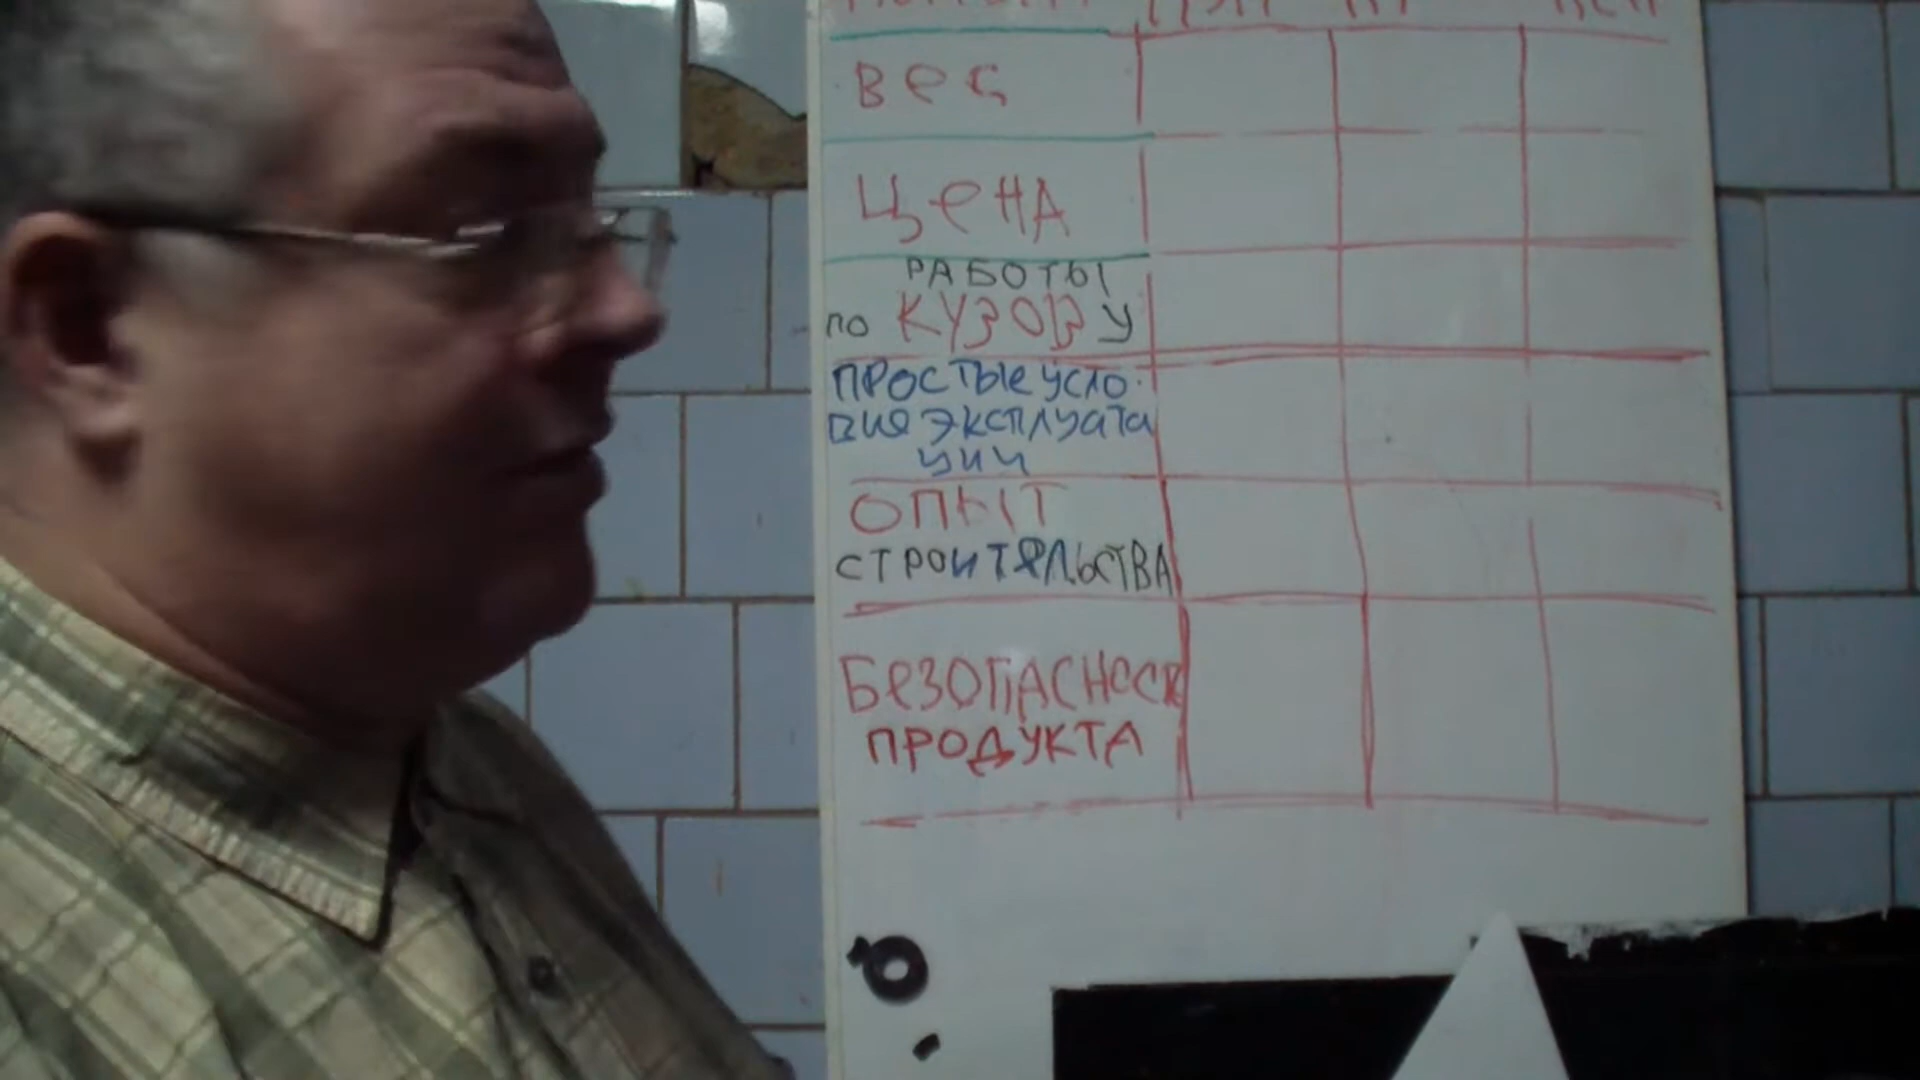 вес
цена
РАБОТЫ
по КУЗОВУ
ПРОСТЫЕ УСЛО-
ВИЯ ЭКСПЛУАТА
ЦИИ
ОПЫТ
СТРОИТЕЛЬСТВА
БеЗОПАСНОСТЬ
ПРОДУКТА